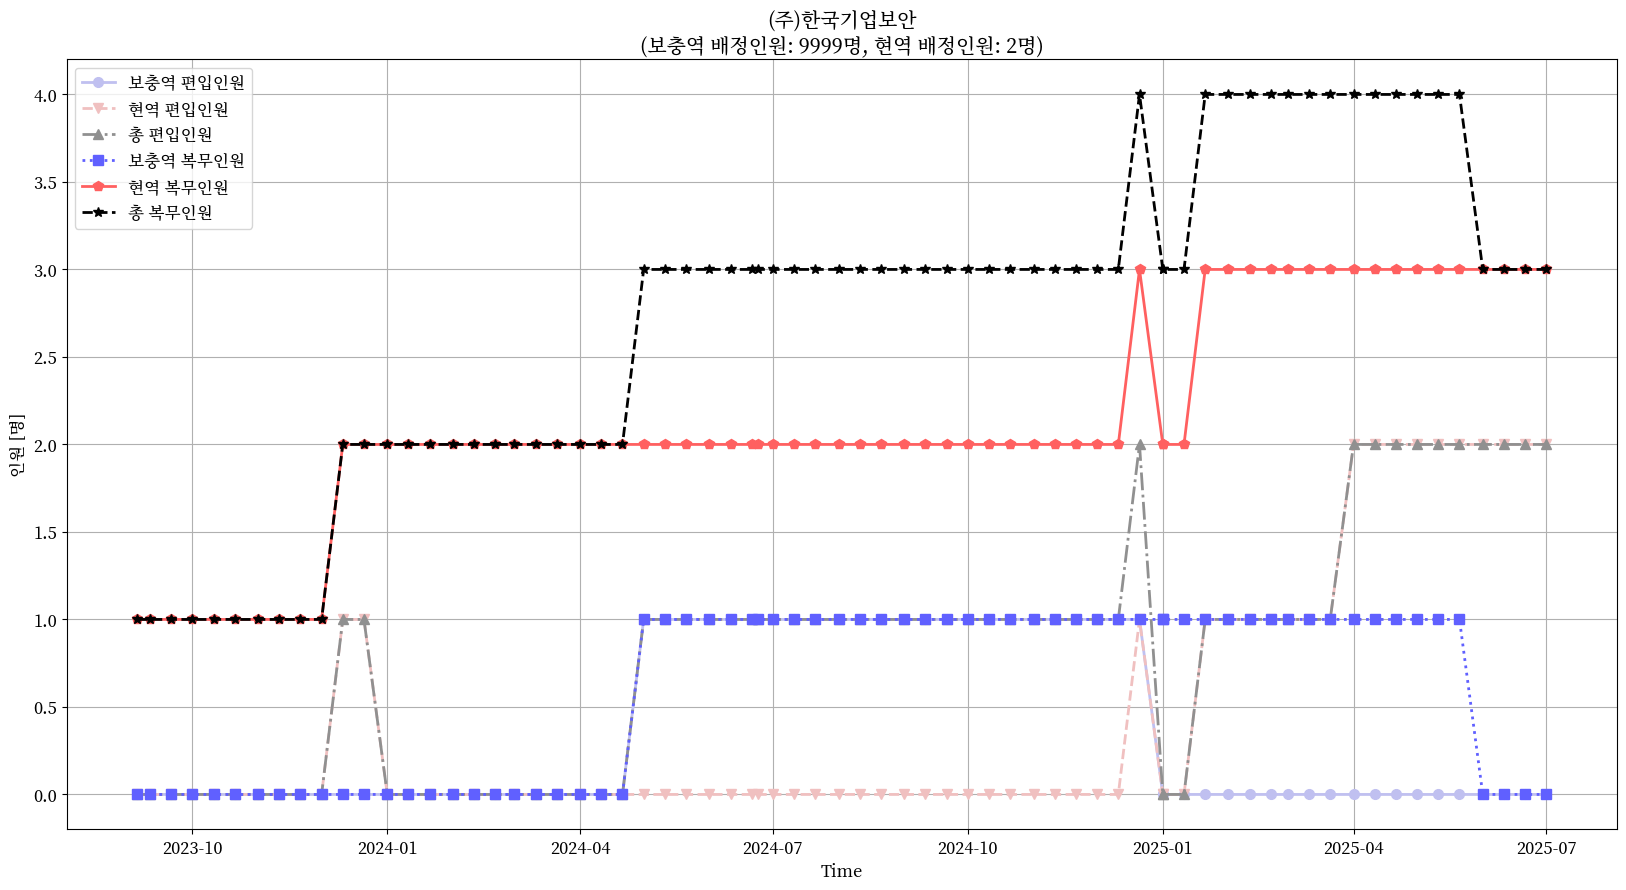 (주)한국기업보안
(보충역 배정인원: 9999명, 현역 배정인원: 2명)
보충역 편입인원
현역 편입인원
총 편입인원
보충역 복무인원
현역 복무인원
총 복무인원
인원 [명]
4.0
3.5
3.0
2.5
2.0
1.5
1.0
0.5
0.0
2023-10
2024-01
2024-04
2024-07
2024-10
2025-01
2025-04
2025-07
Time